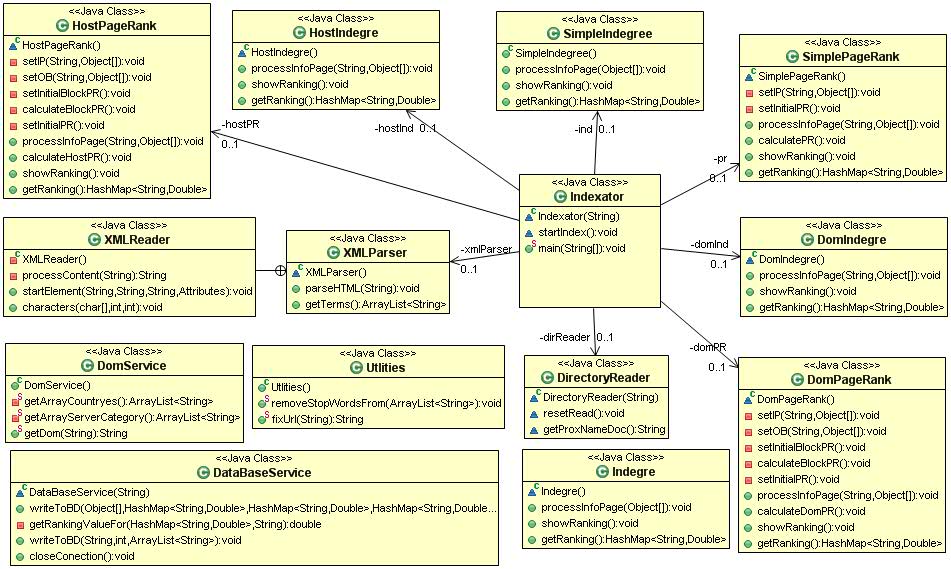 <<Java Class>>
HostPageRank
HostPageRank()
setIP(String,Object[]):void
setOB(String,Object[]):void
setInitialBlockPR():void
calculateBlockPR():void
setInitialPR():void
processInfoPage(String,Object[]):void
calculateHostPR():void
showRanking():void
getRanking():HashMap<String,Double>
<<Java Class>>
HostIndegre
HostIndegre()
processInfoPage(String,Object[]):void
showRanking():void
getRanking():HashMap<String,Double>
<<Java Class>>
SimpleIndegree
SimpleIndegree()
processInfoPage(Object[]):void
showRanking():void
getRanking():HashMap<String,Double>
<<Java Class>>
SimplePageRank
SimplePageRank()
setIP(String,Object[]):void
setInitialPR():void
processInfoPage(String,Object[]):void
calculatePR():void
showRanking():void
getRanking():HashMap<String,Double>
-hostPR
0..1
-hostInd 0..1
-ind 0..1
-pr
0..1
<<Java Class>>
Indexator
Indexator(String)
startIndex():void
main(String[]):void
<<Java Class>>
XMLReader
XMLReader()
processContent(String):String
startElement(String,String,String,Attributes):void
characters(char[],int,int):void
<<Java Class>>
XMLParser
XMLParser()
parseHTML(String):void
getTerms():ArrayList<String>
-xmlParser
0..1
-domInd
0..1
<<Java Class>>
DomIndegre
DomIndegre()
processInfoPage(String,Object[]):void
showRanking():void
getRanking():HashMap<String,Double>
-dirReader 0..1
-domPR
0..1
<<Java Class>>
DomService
DomService()
getArrayCountryes():ArrayList<String>
getArrayServerCategory():ArrayList<String>
getDom(String):String
<<Java Class>>
Utlities
Utlities()
removeStopWordsFrom(ArrayList<String>):void
fixUrl(String):String
<<Java Class>>
DirectoryReader
DirectoryReader(String)
resetRead():void
getProxNameDoc():String
<<Java Class>>
DomPageRank
DomPageRank()
setIP(String,Object[]):void
setOB(String,Object[]):void
setInitialBlockPR():void
calculateBlockPR():void
setInitialPR():void
processInfoPage(String,Object[]):void
calculateDomPR():void
showRanking():void
getRanking():HashMap<String,Double>
<<Java Class>>
DataBaseService
DataBaseService(String)
writeToBD(Object[],HashMap<String,Double>,HashMap<String,Double>,HashMap<String,Double...
getRankingValueFor(HashMap<String,Double>,String):double
writeToBD(String,int,ArrayList<String>):void
closeConection():void
<<Java Class>>
Indegre
Indegre()
processInfoPage(Object[]):void
showRanking():void
getRanking():HashMap<String,Double>